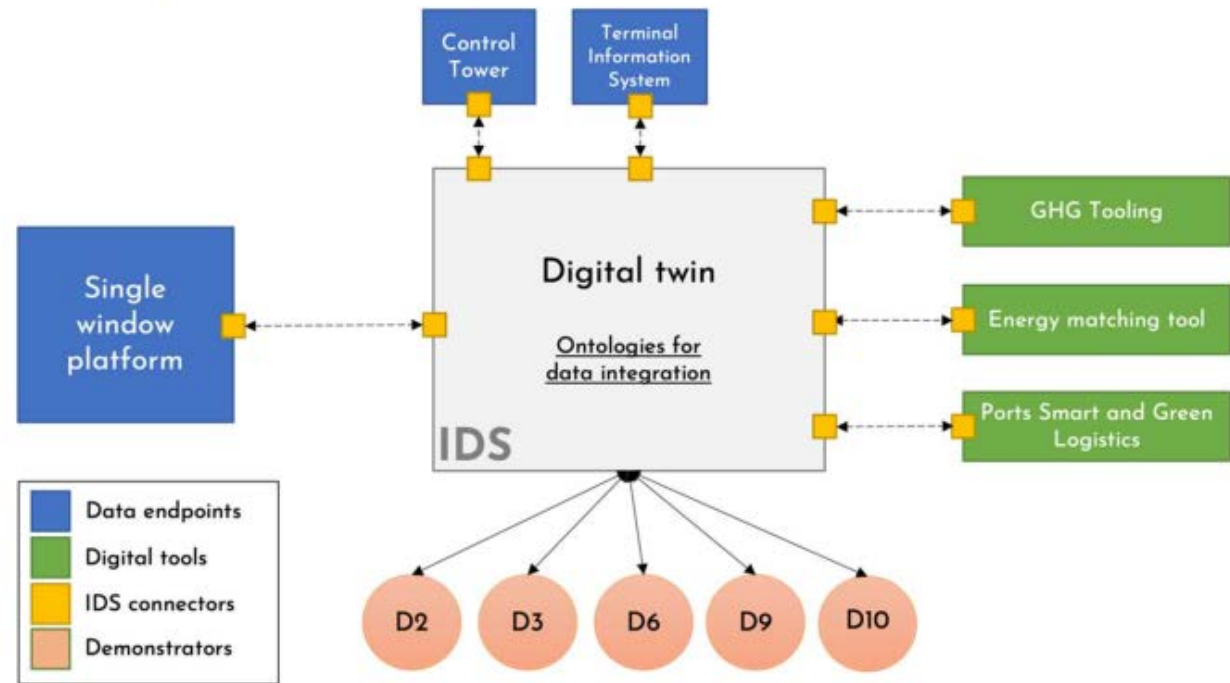 Control
Tower
Terminal
Information
System
Single
window
platform
Digital twin
Ontologies for
data integration
IDS
GHG Tooling
Energy matching tool
Ports Smart and Green
Logistics
Data endpoints
Digital tools
IDS connectors
Demonstrators
D2
D3
D6
D9
D10